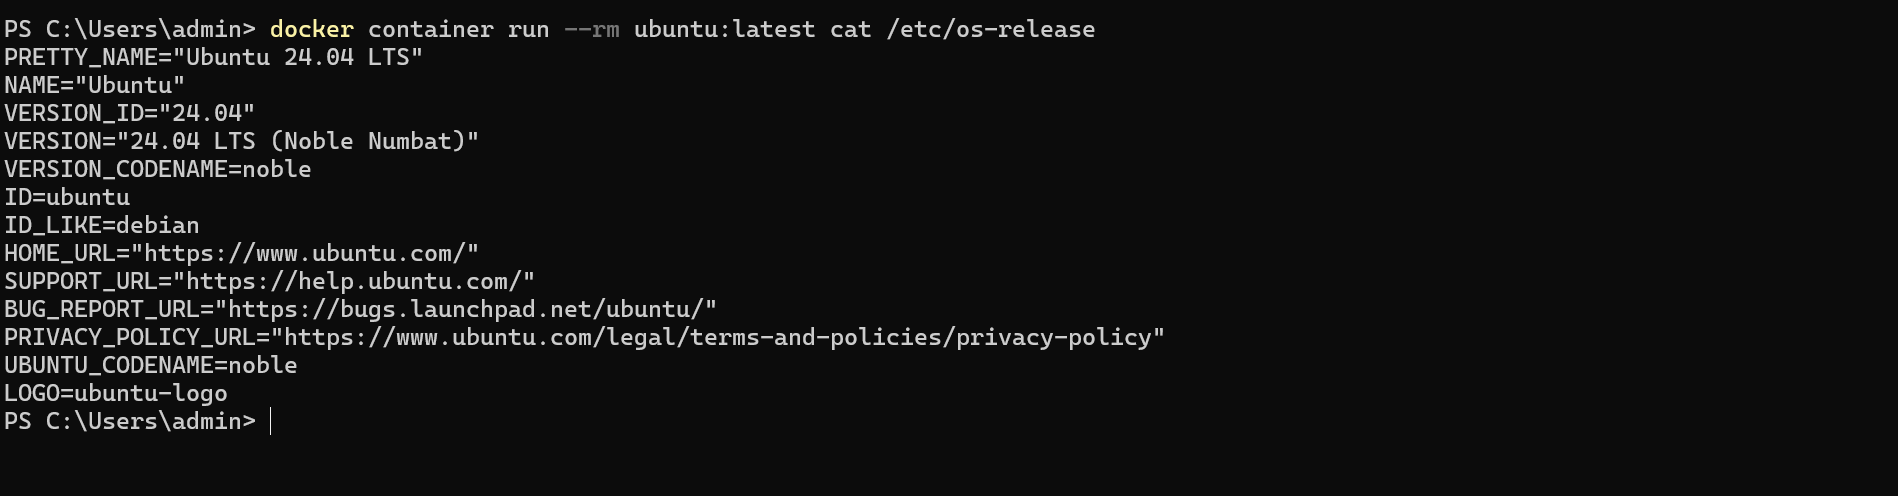 PS C:\Users\admin> docker container run --rm ubuntu:latest cat /etc/os-release
PRETTY_NAME="Ubuntu 24.04 LTS"
NAME="Ubuntu"
VERSION_ID="24.04"
VERSION="24.04 LTS (Noble Numbat)"
VERSION_CODENAME=noble
ID=ubuntu
ID_LIKE=debian
HOME_URL="https://www.ubuntu.com/"
SUPPORT_URL="https://help.ubuntu.com/"
BUG_REPORT_URL="https://bugs.launchpad.net/ubuntu/"
PRIVACY_POLICY_URL="https://www.ubuntu.com/legal/terms-and-policies/privacy-policy"
UBUNTU_CODENAME=noble
LOGO=ubuntu-logo
PS C:\Users\admin>